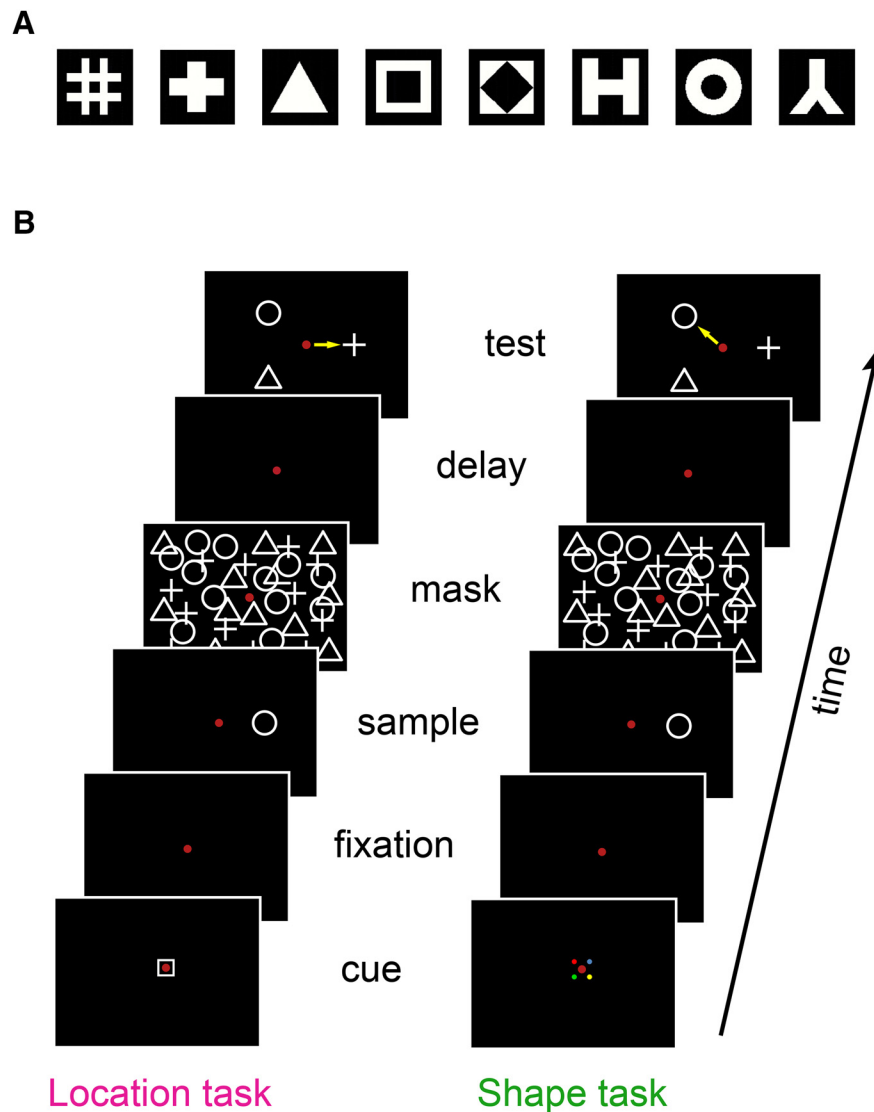 A
B
test
delay
mask
sample
fixation
cue
time
Location task
Shape task